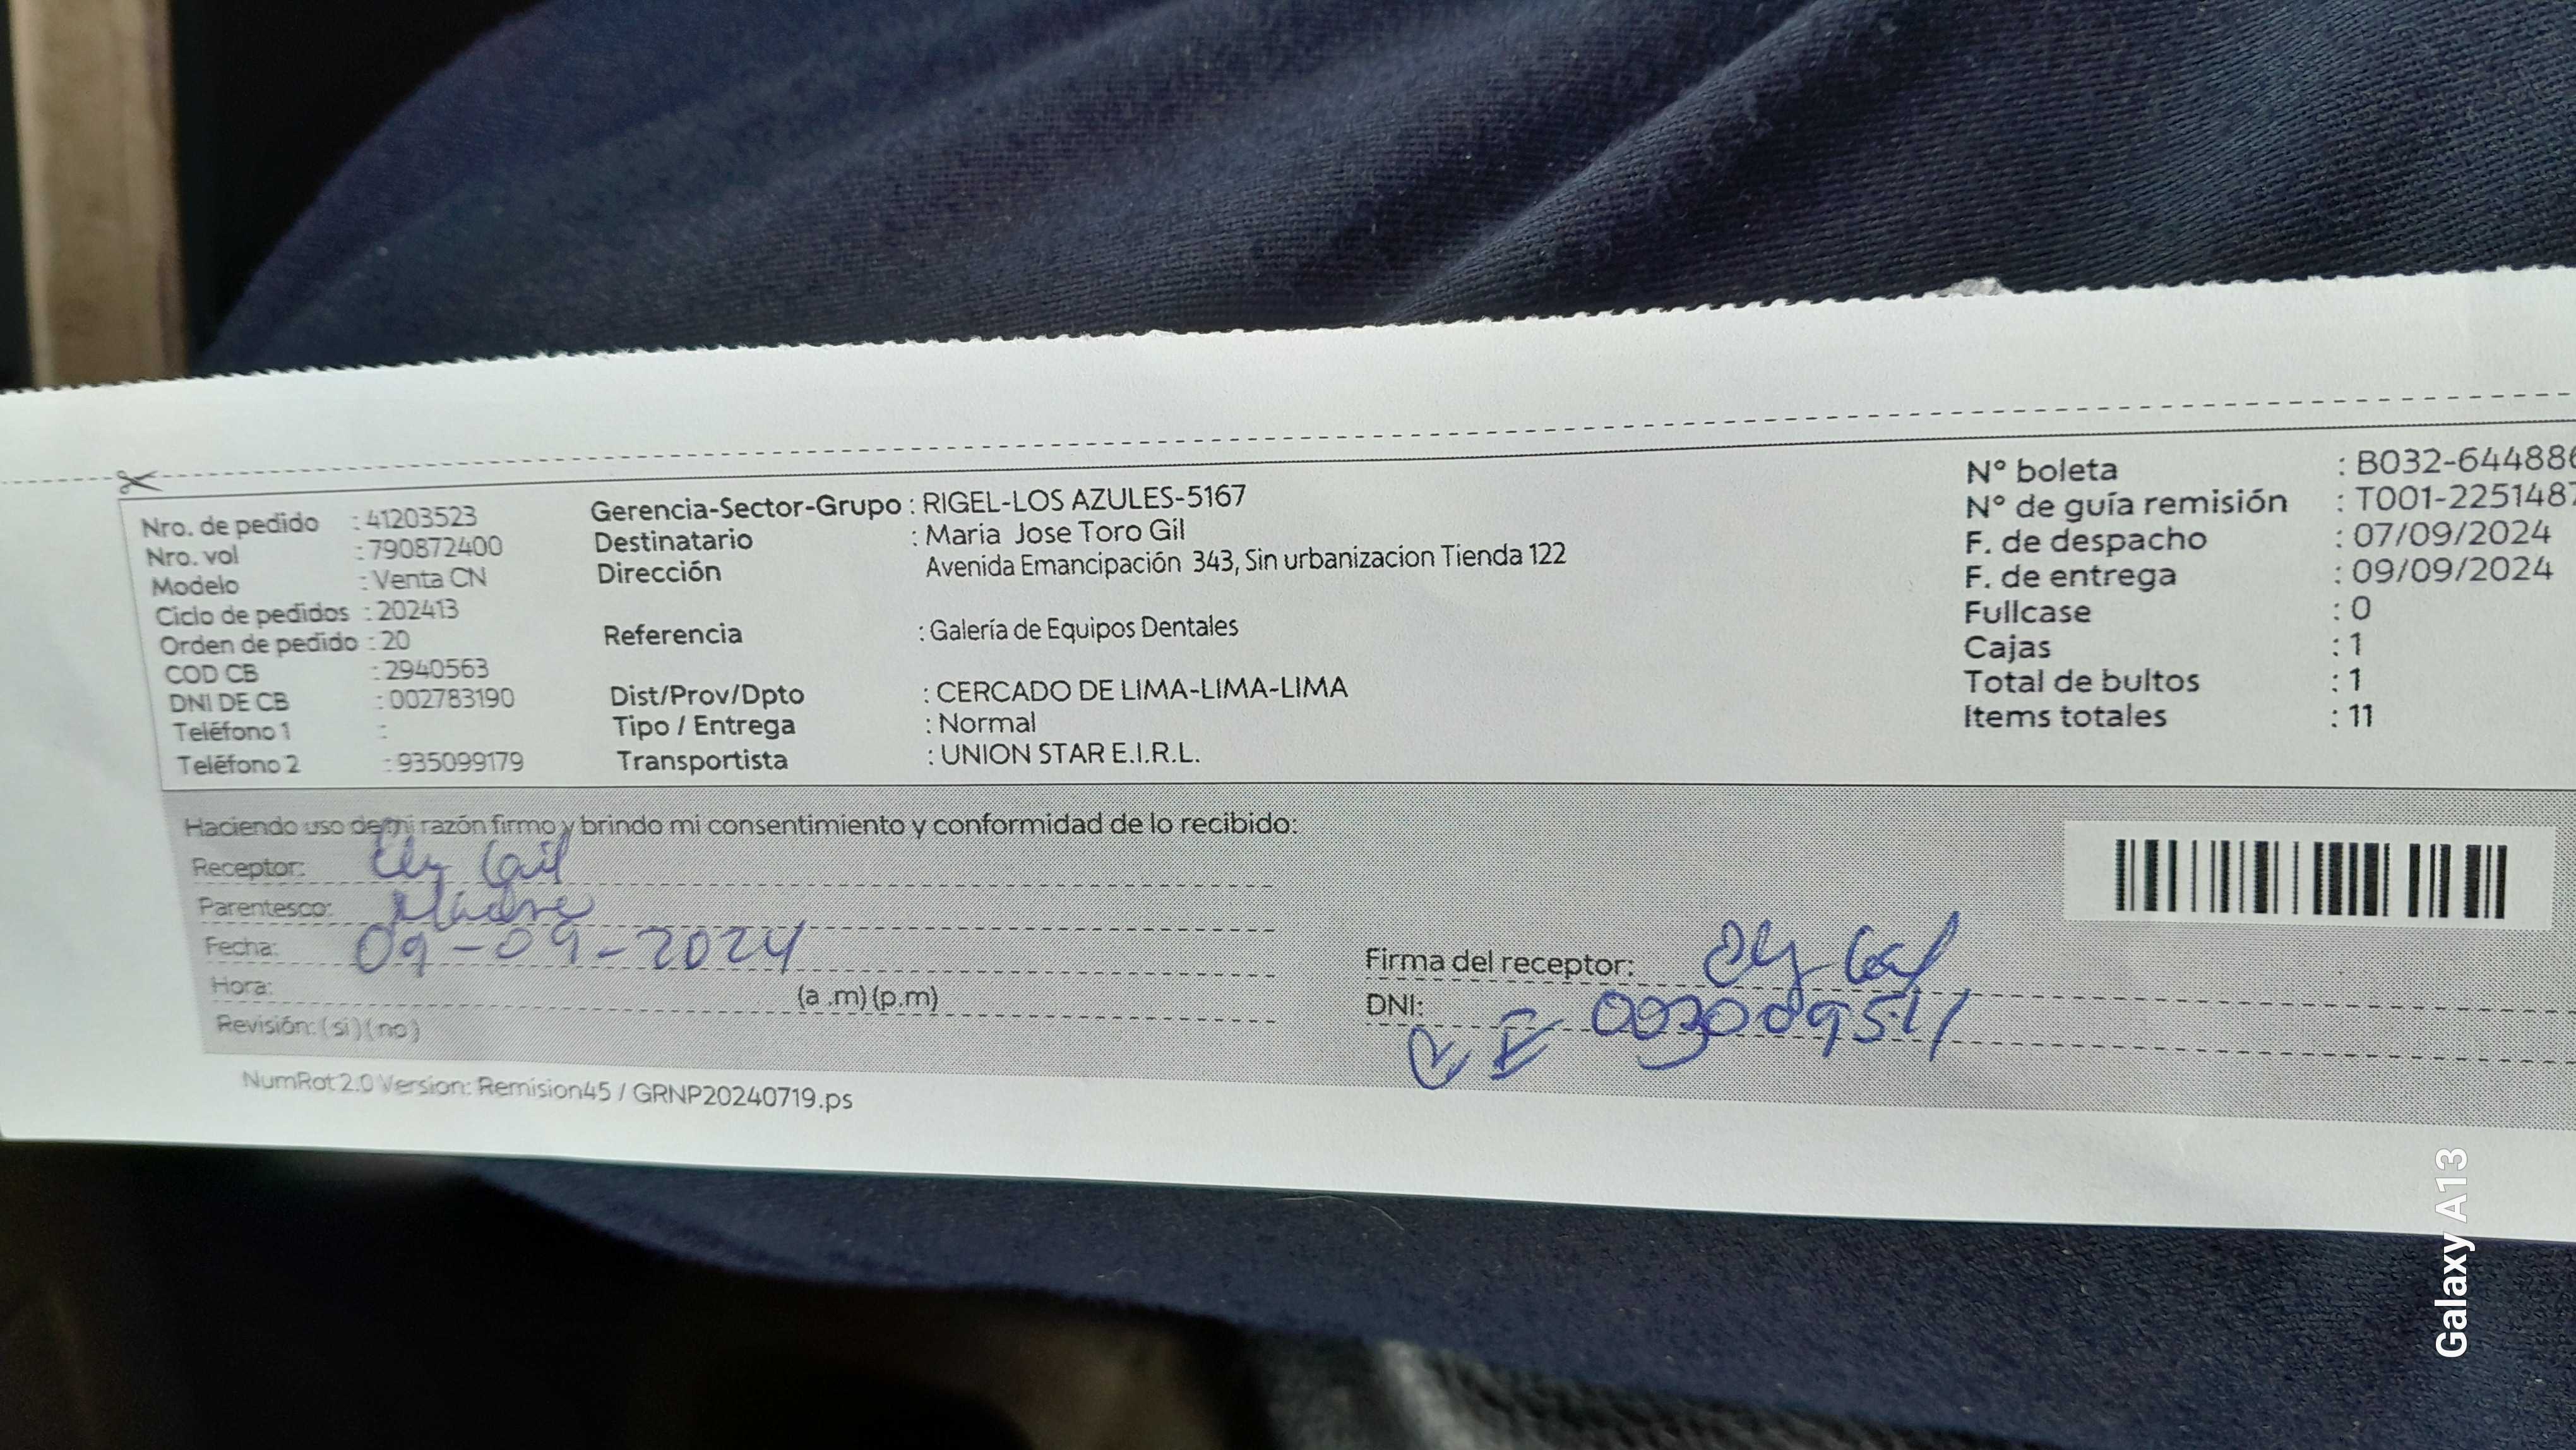 Nro. de pedido : 41203523
Nro. vol : 790872400
Modelo : Venta CN
Ciclo de pedidos : 202413
Orden de pedido : 20
COD CB : 2940563
DNI DE CB : 002783190
Teléfono 1 :
Teléfono 2 : 935099179
Gerencia-Sector-Grupo : RIGEL-LOS AZULES-5167
Destinatario : Maria Jose Toro Gil
Dirección Avenida Emancipación 343, Sin urbanizacion Tienda 122
Referencia : Galería de Equipos Dentales
Dist/Prov/Dpto : CERCADO DE LIMA-LIMA-LIMA
Tipo / Entrega : Normal
Transportista : UNION STAR E.I.R.L.
N° boleta : B032-644886
N° de guía remisión : T001-2251487
F. de despacho : 07/09/2024
F. de entrega : 09/09/2024
Fullcase : 0
Cajas : 1
Total de bultos : 1
Items totales : 11
Haciendo uso de mi razón firmo y brindo mi consentimiento y conformidad de lo recibido:
Receptor:
Parentesco: Madre
Fecha: 09-09-2024
Hora: (a .m) (p.m)
Revisión: (si) (no)
Firma del receptor:
DNI:
NumRot 2.0 Version: Remision45 / GRNP20240719.ps
Galaxy A13